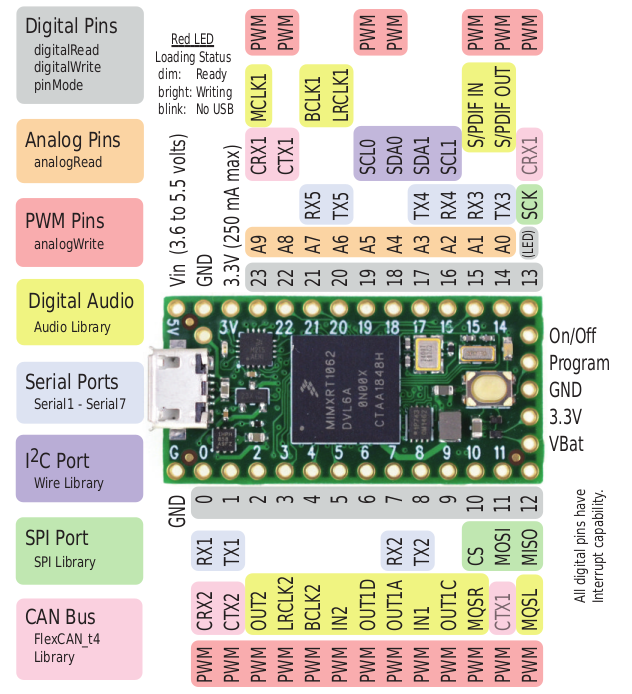 Digital Pins
digitalRead
digitalWrite
pinMode
Analog Pins
analogRead
PWM Pins
analogWrite
Digital Audio
Audio Library
Serial Ports
Serial1 - Serial7
I²C Port
Wire Library
SPI Port
SPI Library
CAN Bus
FlexCAN_t4
Library
Red LED
Loading Status
dim: Ready
bright: Writing
blink: No USB
PWM PWM PWM PWM PWM PWM PWM
MCLK1 BCLK1 LRCLK1 S/PDIF IN S/PDIF OUT
CRX1 CTX1 SCL0 SDA0 SDA1 SCL1 CRX1
RX5 TX5 TX4 RX4 RX3 TX3 SCK
A9 A8 A7 A6 A5 A4 A3 A2 A1 A0 (LED)
Vin (3.6 to 5.5 volts)
GND
3.3V (250 mA max)
23 22 21 20 19 18 17 16 15 14 13
5V 3V 22 21 20 19 18 17 15 14
MIMXRT1062
DVL6A
0N00X
CTAA1848H
G 0 2 3 4 5 6 7 8 9 10 11
On/Off
Program
GND
3.3V
VBat
GND
0 1 2 3 4 5 6 7 8 9 10 11 12
RX1 TX1 RX2 TX2 CS MOSI MISO
CRX2 CTX2 OUT2 LRCLK2 BCLK2 IN2 OUT1D OUT1A IN1 OUT1C MQSR CTX1 MQSL
PWM PWM PWM PWM PWM PWM PWM PWM PWM PWM PWM PWM PWM
All digital pins have
Interrupt capability.